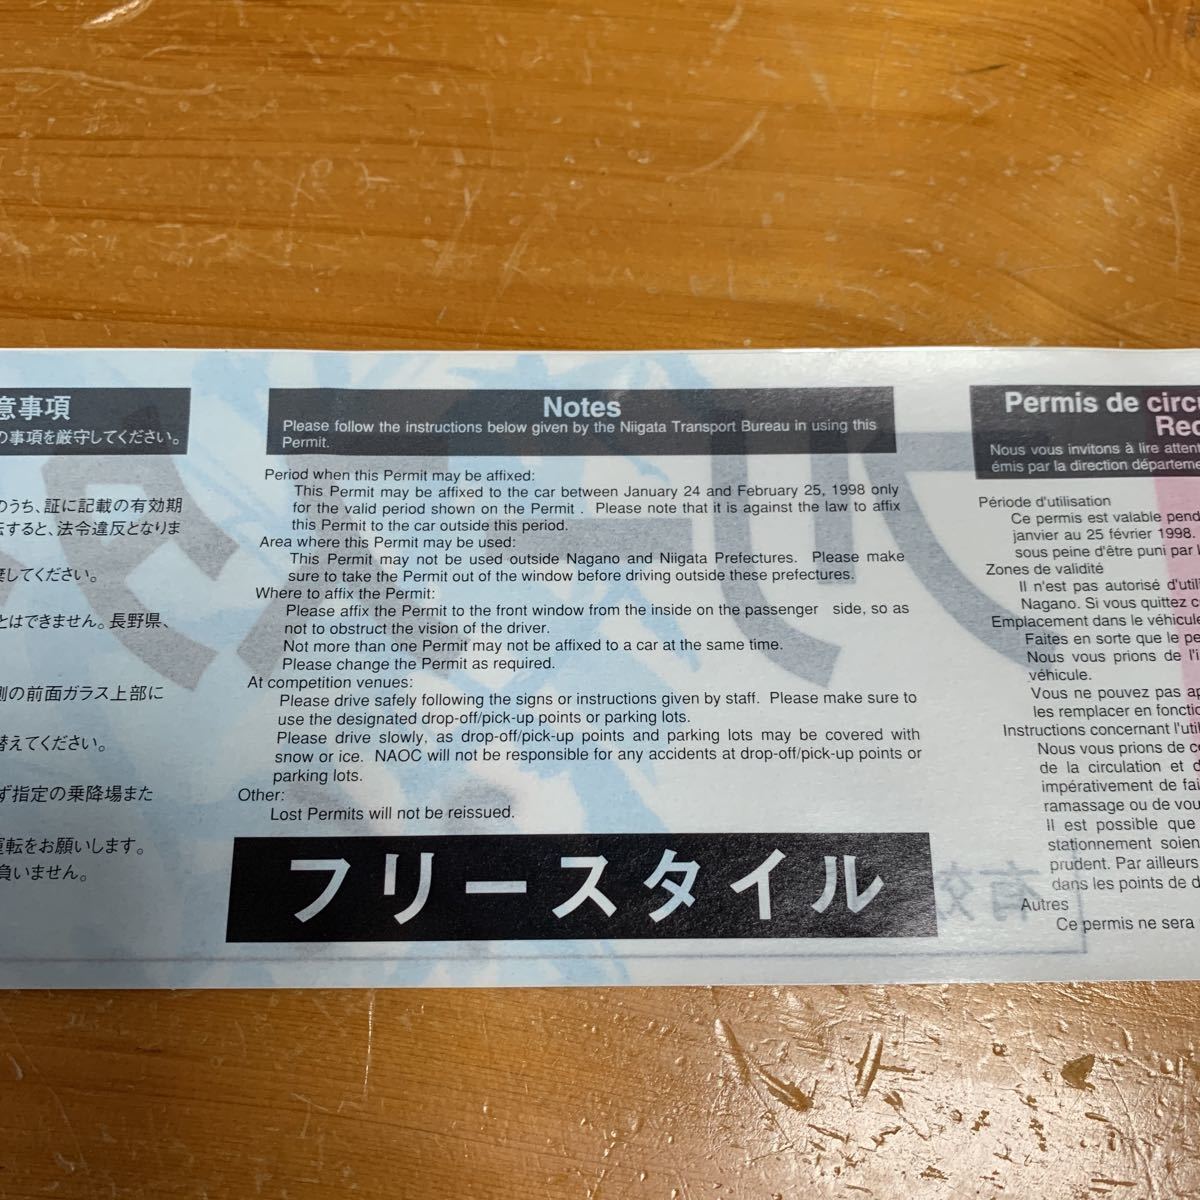 意事項
の事項を厳守してください。
のうち、証に記載の有効期
転すると、法令違反となりま
してください。
とはできません。長野県、
側の前面ガラス上部に
替えてください。
ず指定の乗降場また
運転をお願いします。
負いません。
Notes
Please follow the instructions below given by the Niigata Transport Bureau in using this
Permit.
Period when this Permit may be affixed:
This Permit may be affixed to the car between January 24 and February 25, 1998 only
for the valid period shown on the Permit . Please note that it is against the law to affix
this Permit to the car outside this period.
Area where this Permit may be used:
This Permit may not be used outside Nagano and Niigata Prefectures. Please make
sure to take the Permit out of the window before driving outside these prefectures.
Where to affix the Permit:
Please affix the Permit to the front window from the inside on the passenger side, so as
not to obstruct the vision of the driver.
Not more than one Permit may not be affixed to a car at the same time.
Please change the Permit as required.
At competition venues:
Please drive safely following the signs or instructions given by staff. Please make sure to
use the designated drop-off/pick-up points or parking lots.
Please drive slowly, as drop-off/pick-up points and parking lots may be covered with
snow or ice. NAOC will not be responsible for any accidents at drop-off/pick-up points or
parking lots.
Other:
Lost Permits will not be reissued.
フリースタイル
Permis de circu
Rec
Nous vous invitons à lire attent
émis par la direction départeme
Période d'utilisation
Ce permis est valable pend
janvier au 25 février 1998.
sous peine d'être puni par l
Zones de validité
Il n'est pas autorisé d'utili
Nagano. Si vous quittez c
Emplacement dans le véhicule
Faites en sorte que le pe
Nous vous prions de l'i
véhicule.
Vous ne pouvez pas ap
les remplacer en fonctio
Instructions concernant l'util
Nous vous prions de c
de la circulation et d
impérativement de fai
ramassage ou de vou
Il est possible que
stationnement soien
prudent. Par ailleurs
dans les points de d
Autres
Ce permis ne sera